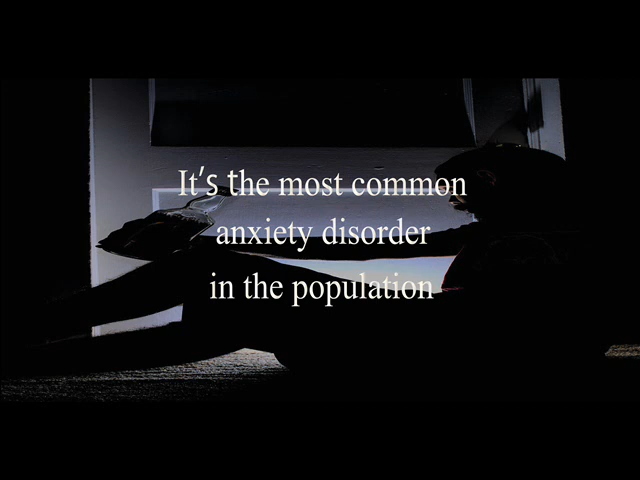 It's the most common
anxiety disorder
in the population